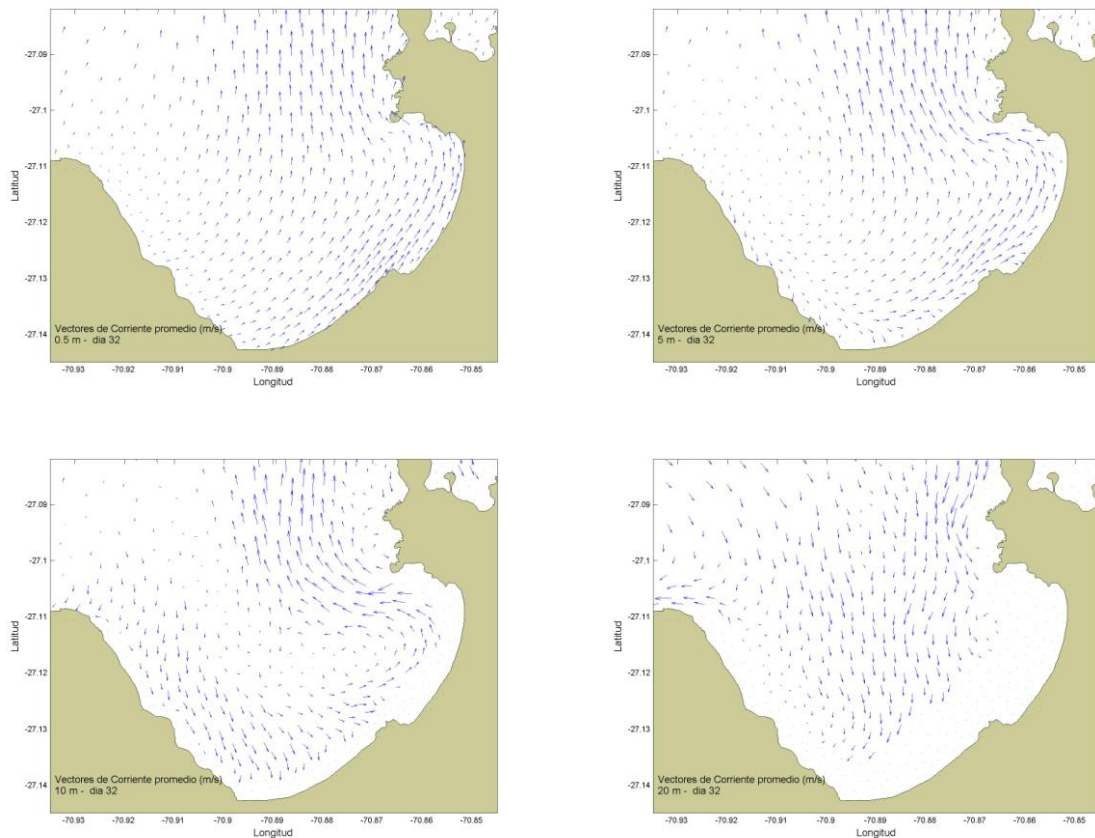 -27.09
-27.1
-27.11
-27.12
-27.13
-27.14
Latitud
Vectores de Corriente promedio (m/s)
0.5 m - dia 32
-70.93 -70.92 -70.91 -70.9 -70.89 -70.88 -70.87 -70.86 -70.85
Longitud
-27.09
-27.1
-27.11
-27.12
-27.13
-27.14
Latitud
Vectores de Corriente promedio (m/s)
5 m - dia 32
-70.93 -70.92 -70.91 -70.9 -70.89 -70.88 -70.87 -70.86 -70.85
Longitud
-27.09
-27.1
-27.11
-27.12
-27.13
-27.14
Latitud
Vectores de Corriente promedio (m/s)
10 m - dia 32
-70.93 -70.92 -70.91 -70.9 -70.89 -70.88 -70.87 -70.86 -70.85
Longitud
-27.09
-27.1
-27.11
-27.12
-27.13
-27.14
Latitud
Vectores de Corriente promedio (m/s)
20 m - dia 32
-70.93 -70.92 -70.91 -70.9 -70.89 -70.88 -70.87 -70.86 -70.85
Longitud